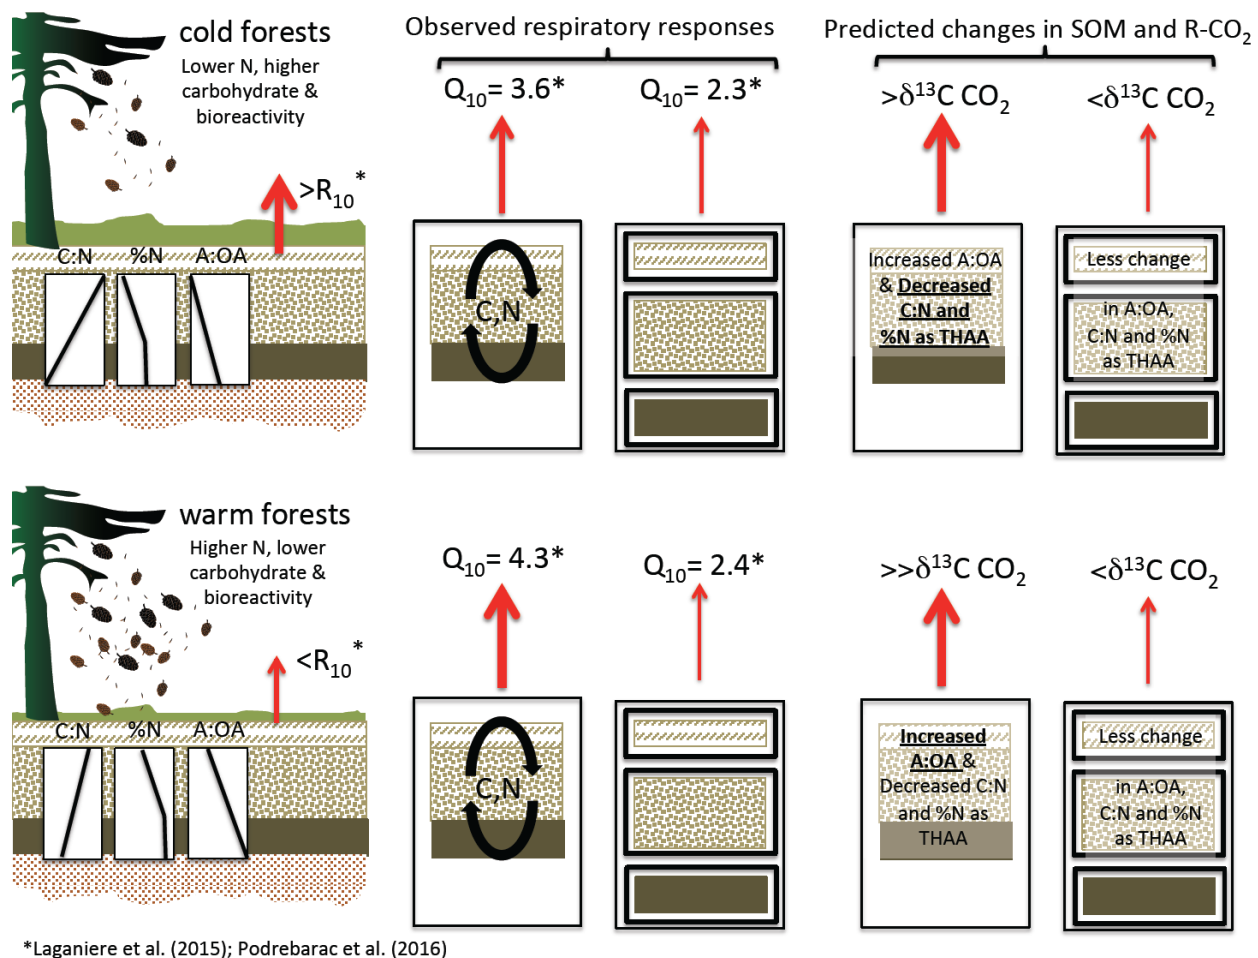 cold forests
Lower N, higher
carbohydrate &
bioreactivity
>R10*
C:N %N A:OA
Observed respiratory responses
Q10= 3.6*
Q10= 2.3*
C,N
Predicted changes in SOM and R-CO2
>δ13C CO2
<δ13C CO2
Increased A:OA
& Decreased
C:N and
%N as THAA
Less change
in A:OA,
C:N and %N
as THAA
warm forests
Higher N, lower
carbohydrate &
bioreactivity
<R10*
C:N %N A:OA
Q10= 4.3*
Q10= 2.4*
C,N
>>δ13C CO2
<δ13C CO2
Increased
A:OA &
Decreased C:N
and %N as
THAA
Less change
in A:OA,
C:N and %N
as THAA
*Laganiere et al. (2015); Podrebarac et al. (2016)